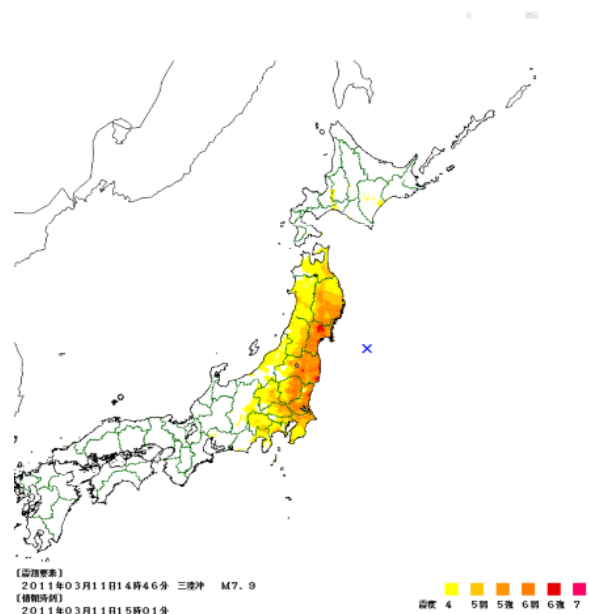 【震源要素】
2011年03月11日14時46分 三陸沖 M7.9
【情報時刻】
2011年03月11日15時01分
震度 4 5弱 5強 6弱 6強 7